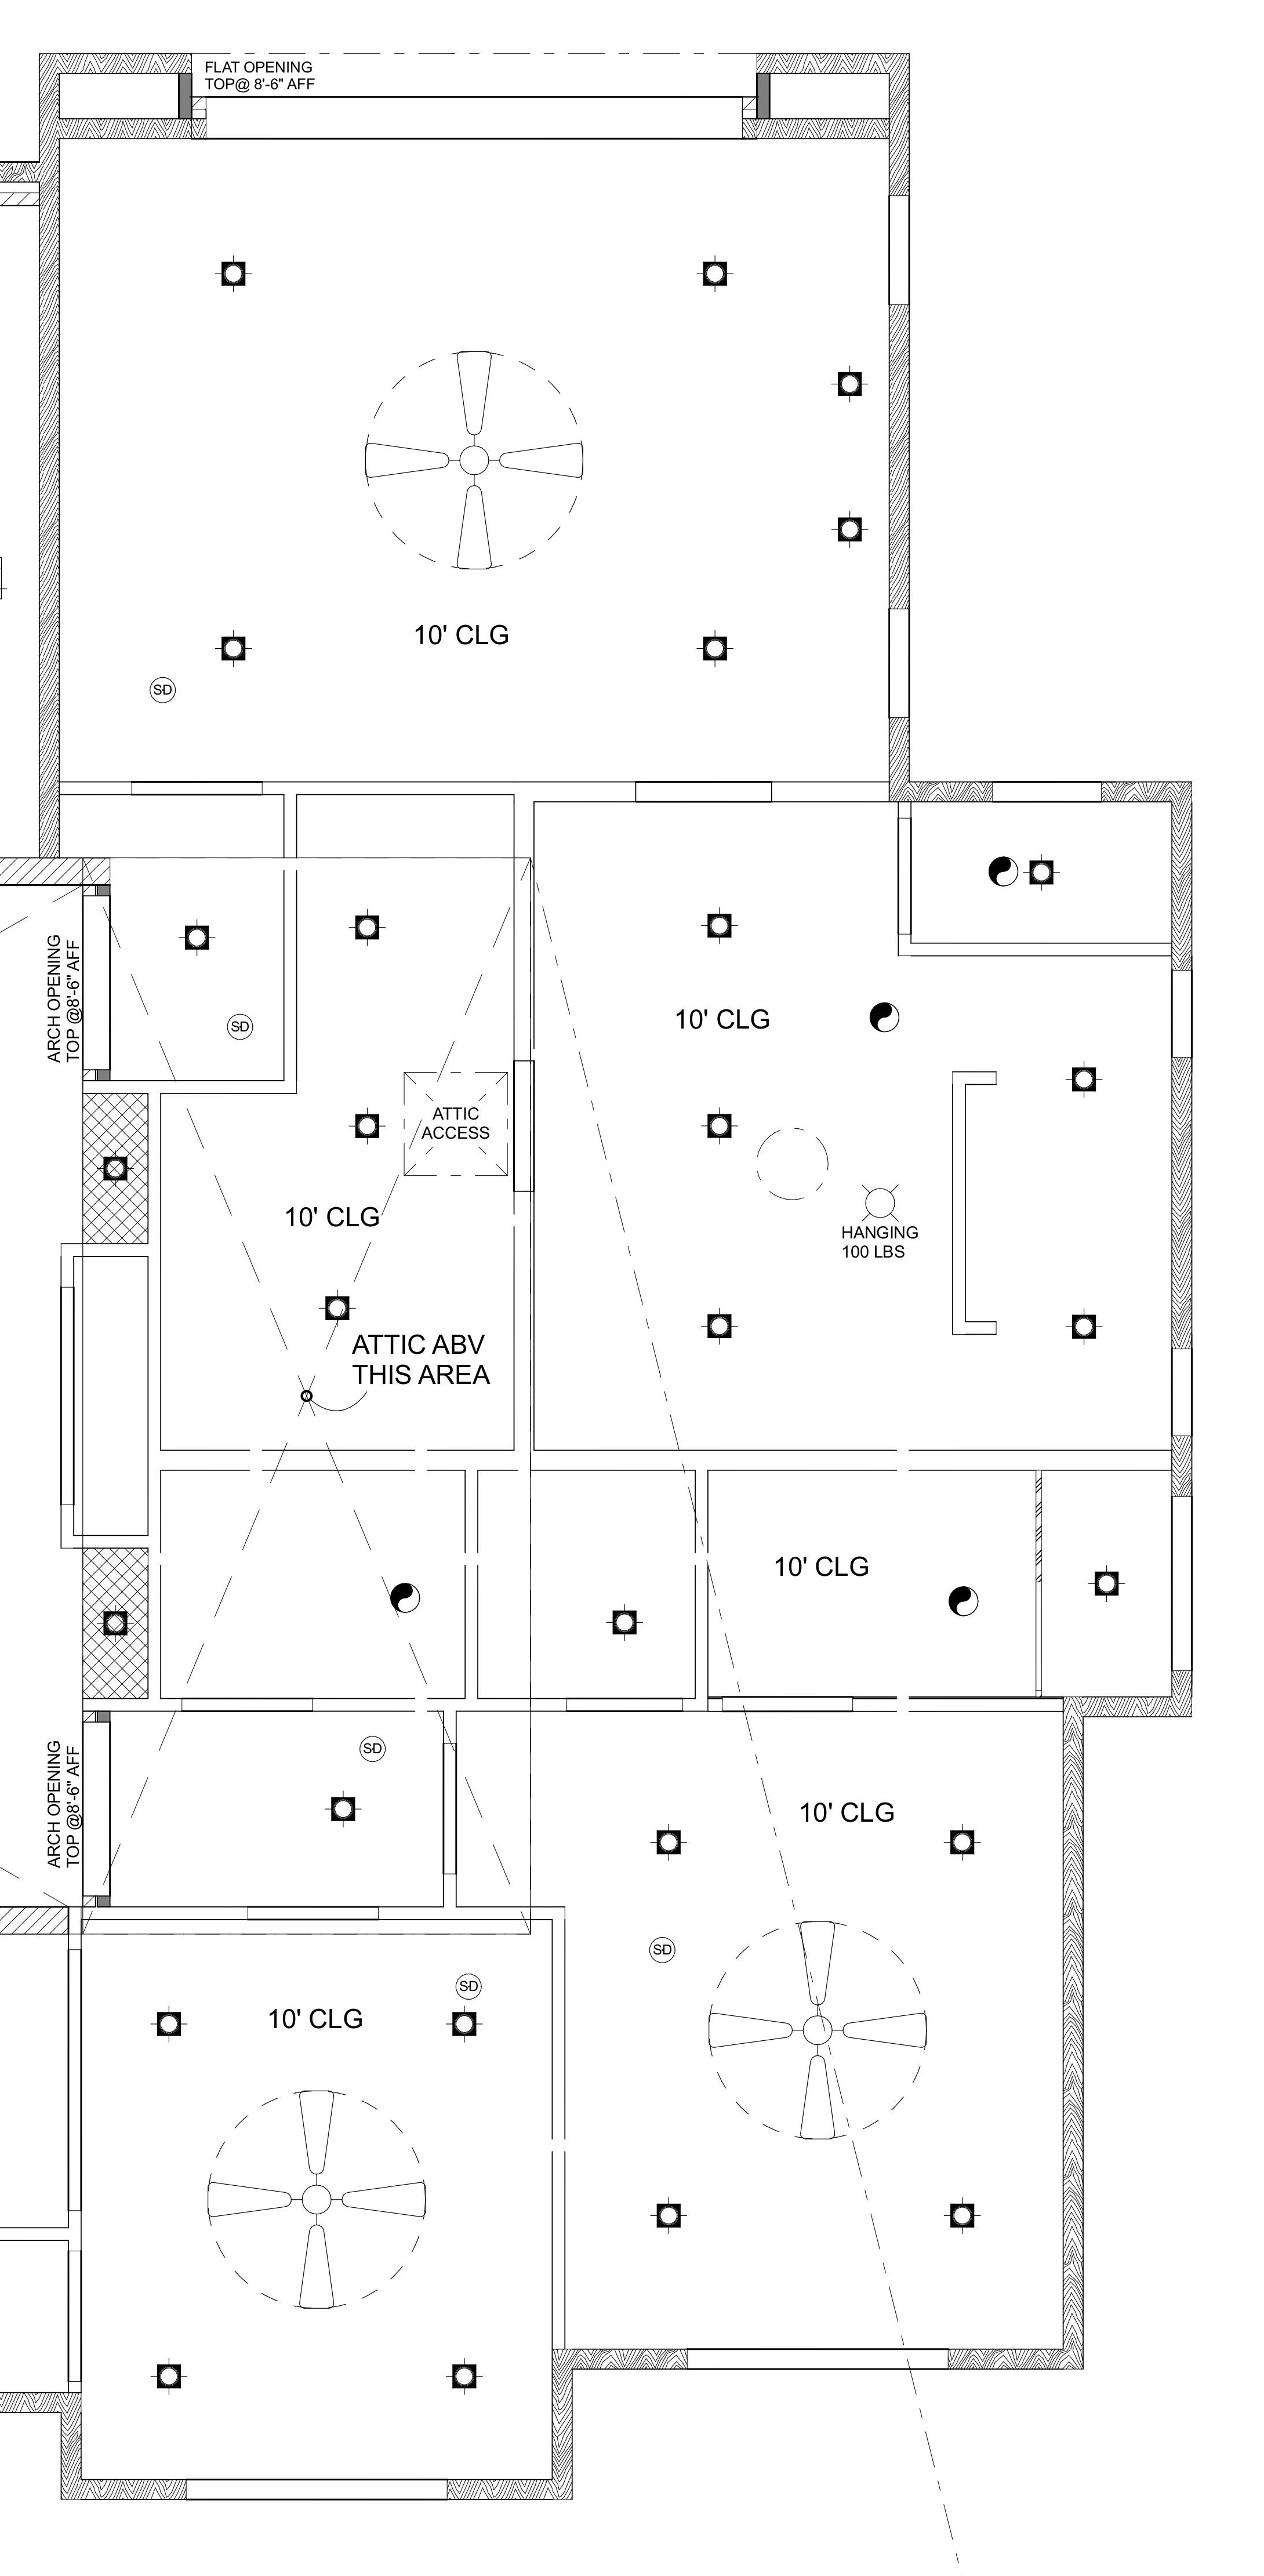 FLAT OPENING
TOP@ 8'-6" AFF
10' CLG
SD
ARCH OPENING
TOP @8'-6" AFF
SD
10' CLG
ATTIC
ACCESS
10' CLG
HANGING
100 LBS
ATTIC ABV
THIS AREA
10' CLG
SD
ARCH OPENING
TOP @8'-6" AFF
10' CLG
SD
SD
10' CLG